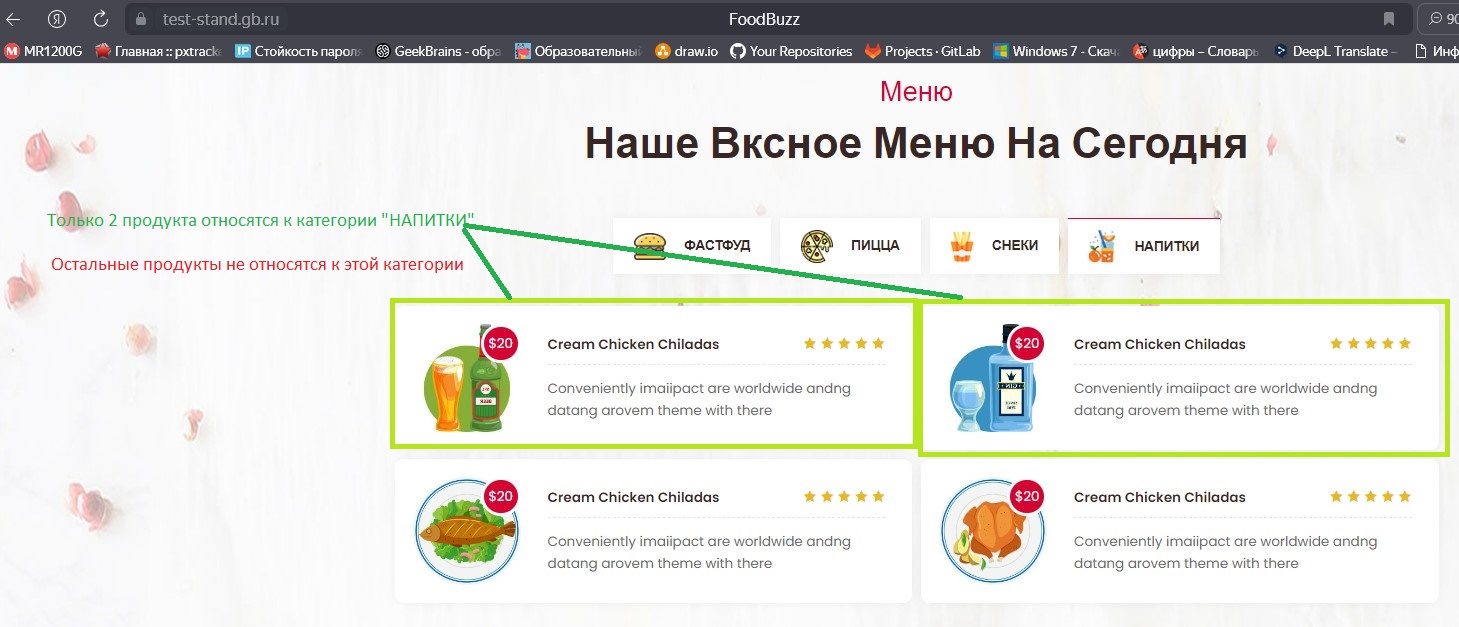 test-stand.gb.ru
FoodBuzz
90
MR1200G
Главная :: pxtrack
Стойкость пароля
GeekBrains - обра
Образовательны
draw.io
Your Repositories
Projects · GitLab
Windows 7 - Скач
цифры – Словарь
DeepL Translate –
Инф
Меню
Наше Вксное Меню На Сегодня
Только 2 продукта относятся к категории "НАПИТКИ"
Остальные продукты не относятся к этой категории
ФАСТФУД
ПИЦЦА
СНЕКИ
НАПИТКИ
$20
Cream Chicken Chiladas
Conveniently imaiipact are worldwide andng
datang arovem theme with there
$20
Cream Chicken Chiladas
Conveniently imaiipact are worldwide andng
datang arovem theme with there
$20
Cream Chicken Chiladas
Conveniently imaiipact are worldwide andng
datang arovem theme with there
$20
Cream Chicken Chiladas
Conveniently imaiipact are worldwide andng
datang arovem theme with there